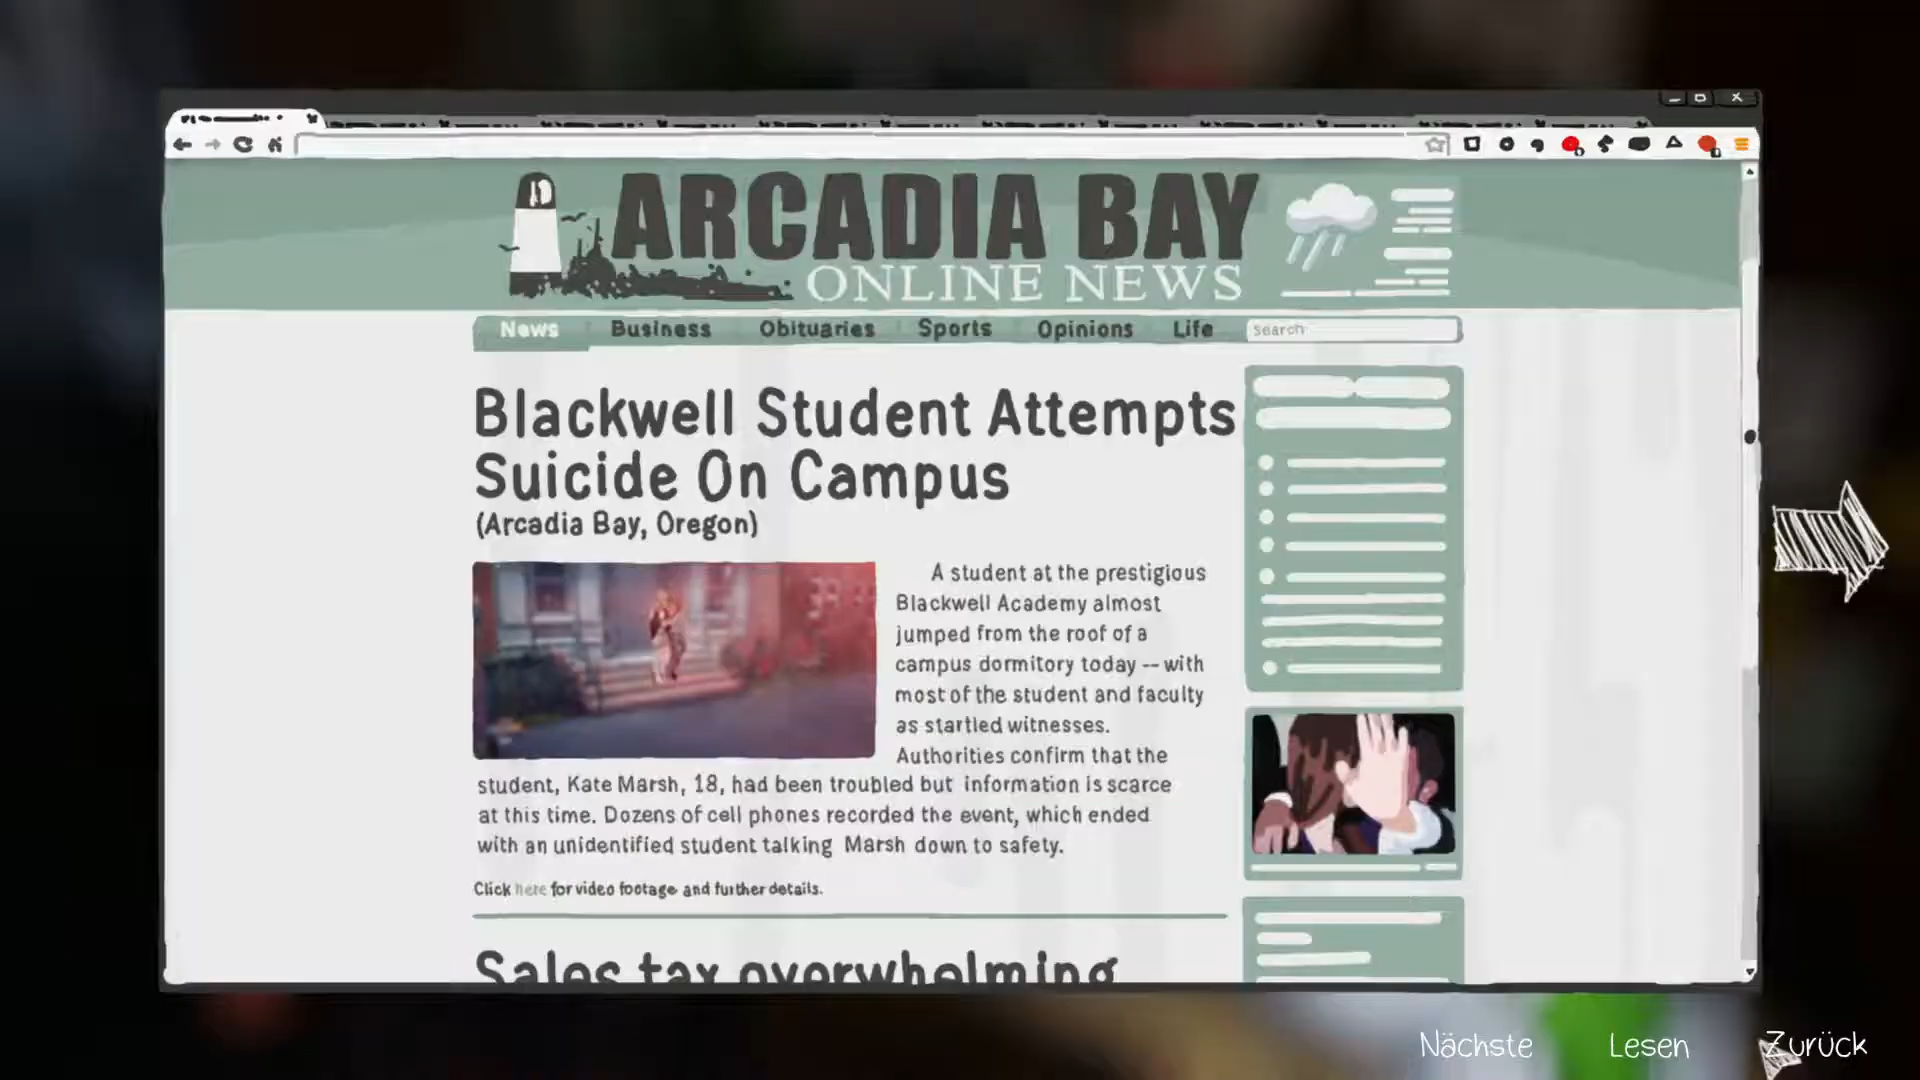 ARCADIA BAY
ONLINE NEWS
News Business Obituaries Sports Opinions Life search
Blackwell Student Attempts
Suicide On Campus
(Arcadia Bay, Oregon)
A student at the prestigious
Blackwell Academy almost
jumped from the roof of a
campus dormitory today -- with
most of the student and faculty
as startled witnesses.
Authorities confirm that the
student, Kate Marsh, 18, had been troubled but information is scarce
at this time. Dozens of cell phones recorded the event, which ended
with an unidentified student talking Marsh down to safety.
Click here for video footage and further details.
Sales tax overwhelming
Nächste Lesen Zurück